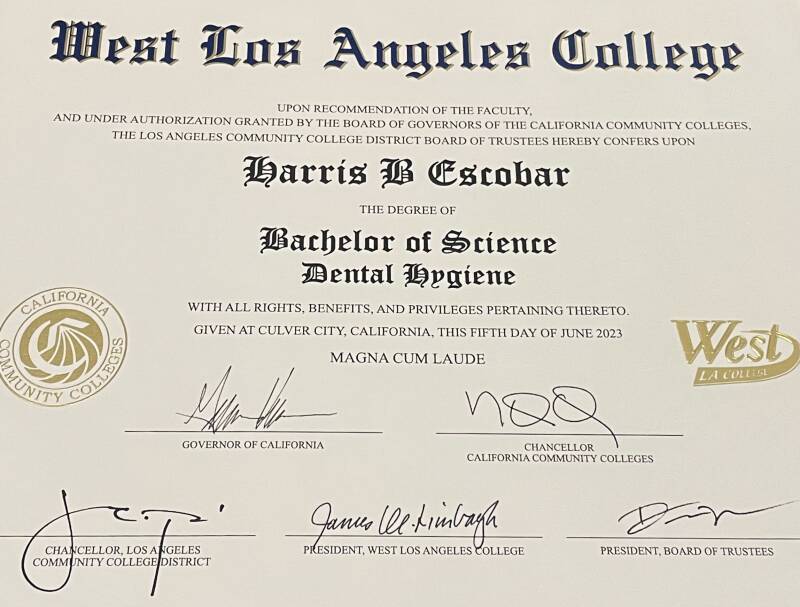 West Los Angeles College
UPON RECOMMENDATION OF THE FACULTY,
AND UNDER AUTHORIZATION GRANTED BY THE BOARD OF GOVERNORS OF THE CALIFORNIA COMMUNITY COLLEGES,
THE LOS ANGELES COMMUNITY COLLEGE DISTRICT BOARD OF TRUSTEES HEREBY CONFERS UPON
Harris B Escobar
THE DEGREE OF
Bachelor of Science
Dental Hygiene
WITH ALL RIGHTS, BENEFITS, AND PRIVILEGES PERTAINING THERETO.
GIVEN AT CULVER CITY, CALIFORNIA, THIS FIFTH DAY OF JUNE 2023
MAGNA CUM LAUDE
CALIFORNIA COMMUNITY COLLEGES
West
LA COLLEGE
GOVERNOR OF CALIFORNIA
CHANCELLOR
CALIFORNIA COMMUNITY COLLEGES
CHANCELLOR, LOS ANGELES
COMMUNITY COLLEGE DISTRICT
PRESIDENT, WEST LOS ANGELES COLLEGE
PRESIDENT, BOARD OF TRUSTEES